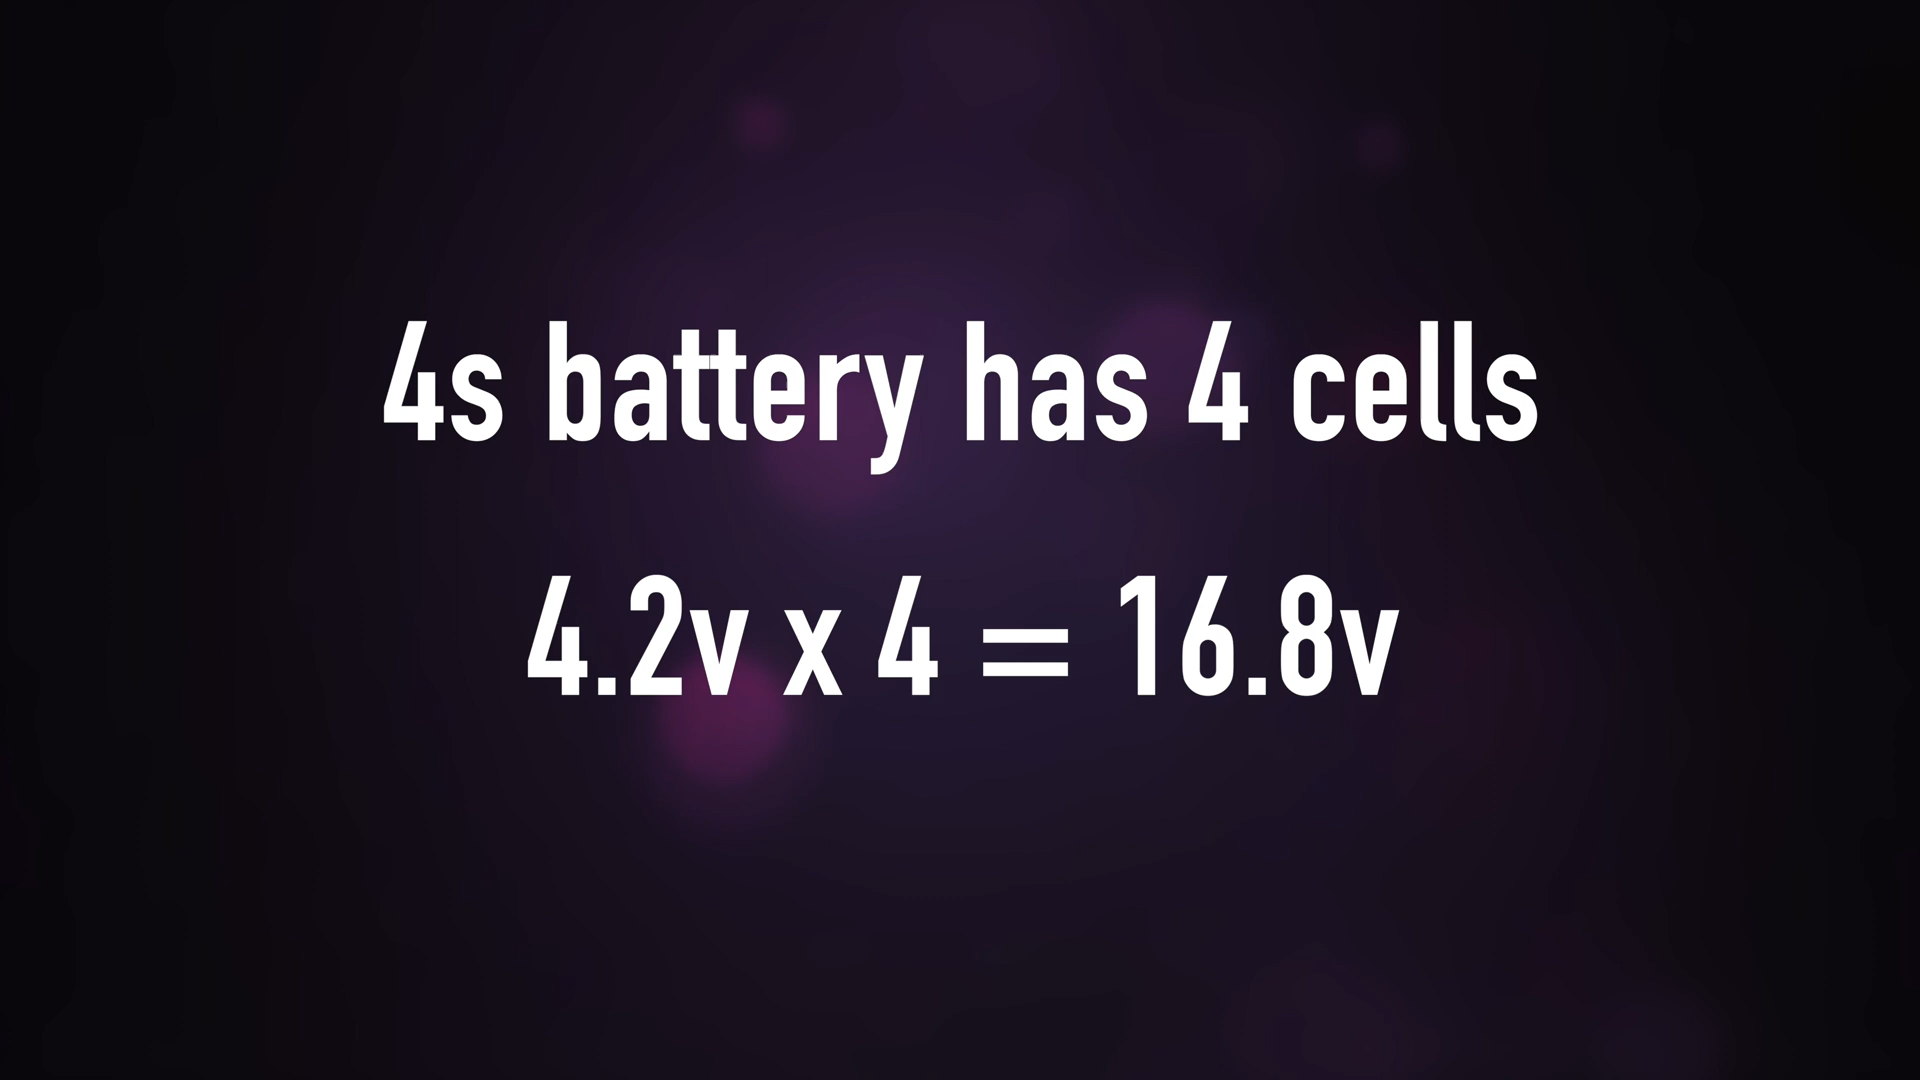 4s battery has 4 cells
4.2v x 4 = 16.8v